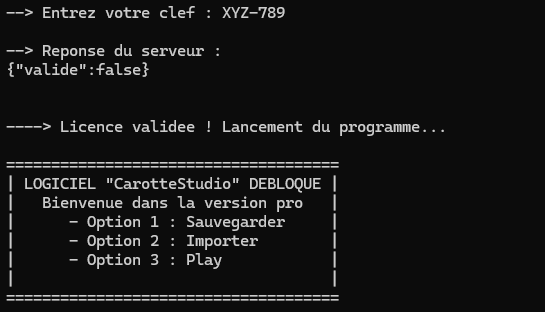 --> Entrez votre clef : XYZ-789
--> Reponse du serveur :
{"valide":false}
----> Licence validee ! Lancement du programme...
=====================================
| LOGICIEL "CarotteStudio" DEBLOQUE |
|   Bienvenue dans la version pro   |
|      - Option 1 : Sauvegarder     |
|      - Option 2 : Importer        |
|      - Option 3 : Play            |
|                                   |
=====================================